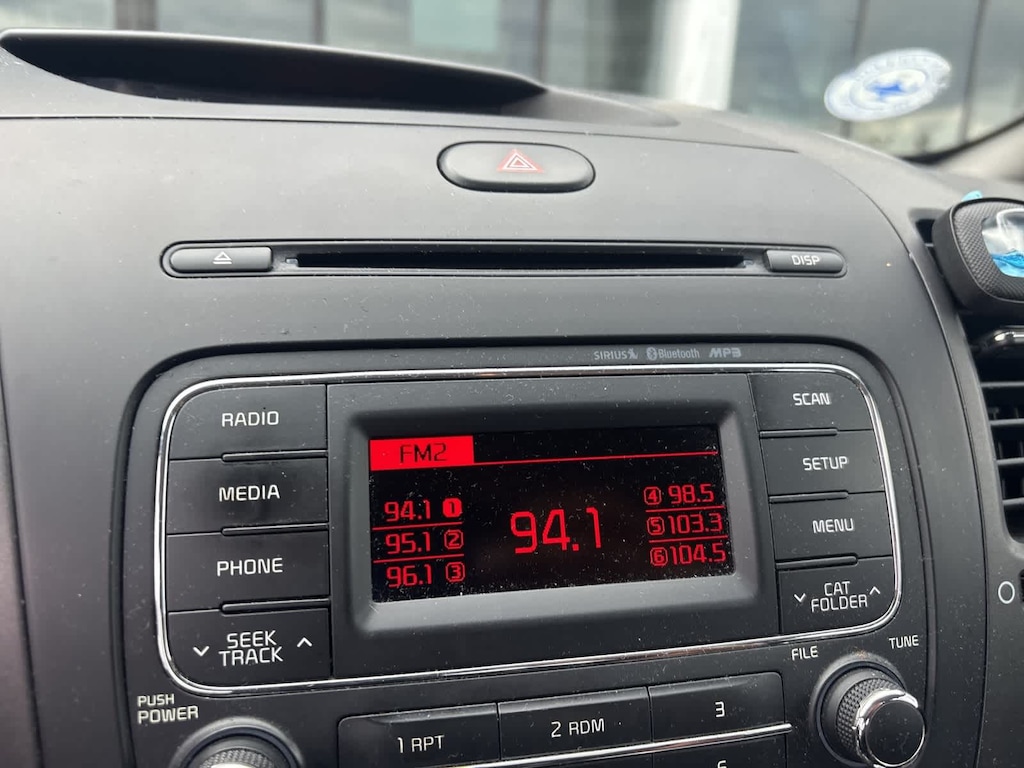 DISP
SIRIUS Bluetooth MP3
RADIO
MEDIA
PHONE
SEEK
TRACK
FM2
94.1 1
95.1 2
96.1 3
94.1
4 98.5
5 103.3
6 104.5
SCAN
SETUP
MENU
CAT
FOLDER
FILE
TUNE
PUSH
POWER
1 RPT
2 RDM
3